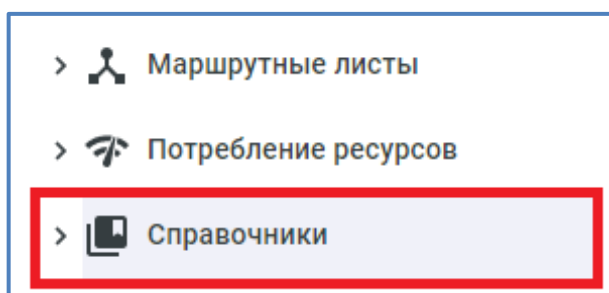 Маршрутные листы
Потребление ресурсов
Справочники